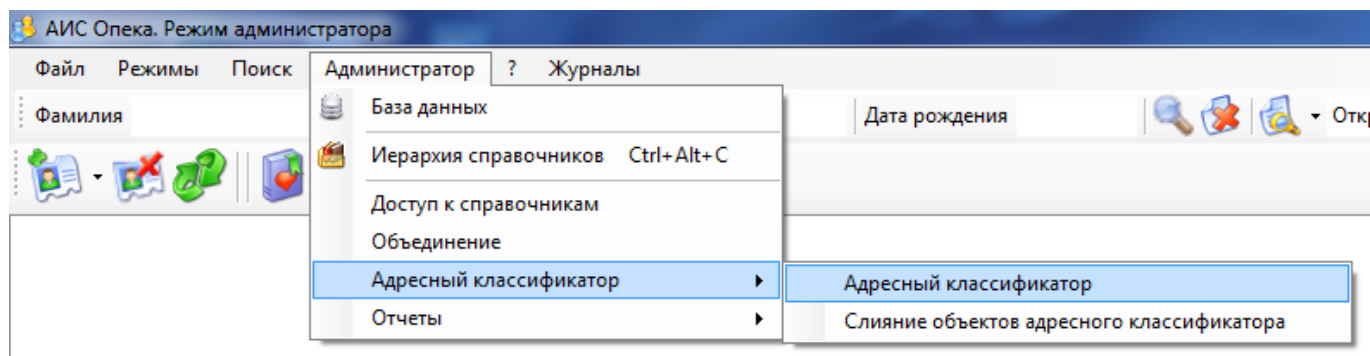 АИС Опека. Режим администратора
Файл Режимы Поиск Администратор ? Журналы
Фамилия База данных Дата рождения
Иерархия справочников Ctrl+Alt+C
Доступ к справочникам
Объединение
Адресный классификатор Адресный классификатор
Отчеты Слияние объектов адресного классификатора